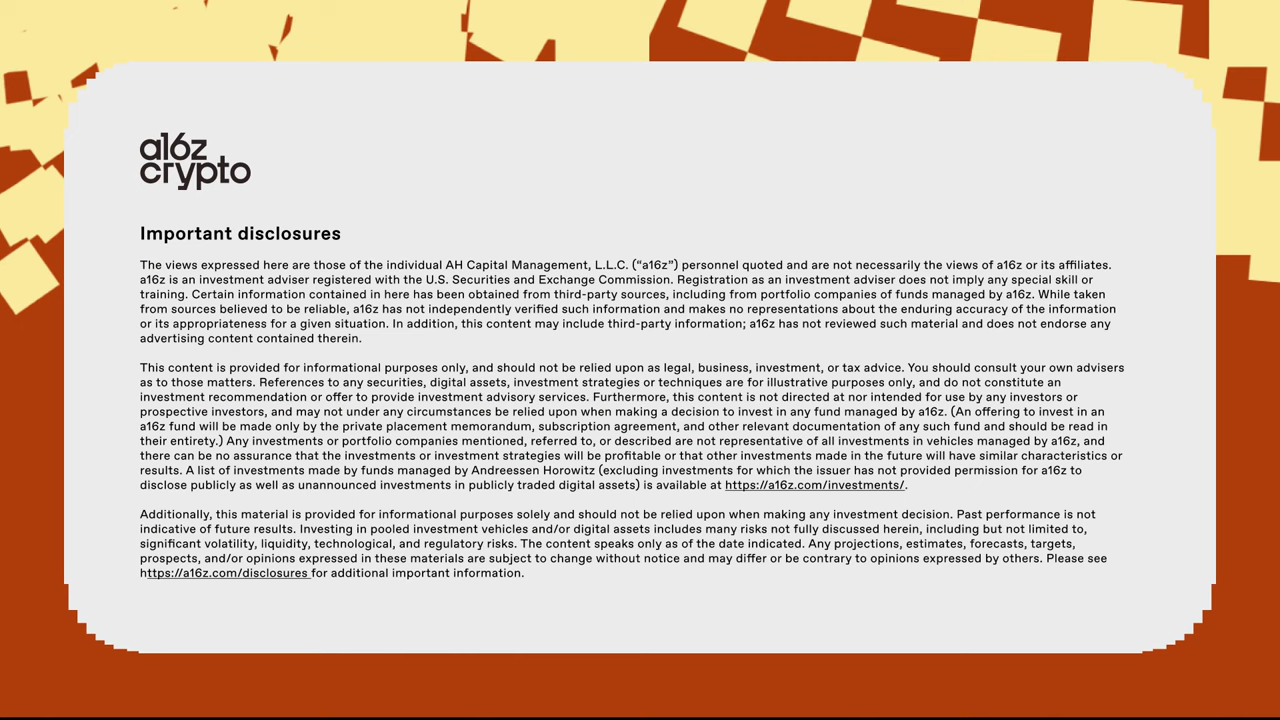 a16z
crypto
Important disclosures
The views expressed here are those of the individual AH Capital Management, L.L.C. (“a16z”) personnel quoted and are not necessarily the views of a16z or its affiliates.
a16z is an investment adviser registered with the U.S. Securities and Exchange Commission. Registration as an investment adviser does not imply any special skill or
training. Certain information contained in here has been obtained from third-party sources, including from portfolio companies of funds managed by a16z. While taken
from sources believed to be reliable, a16z has not independently verified such information and makes no representations about the enduring accuracy of the information
or its appropriateness for a given situation. In addition, this content may include third-party information; a16z has not reviewed such material and does not endorse any
advertising content contained therein.
This content is provided for informational purposes only, and should not be relied upon as legal, business, investment, or tax advice. You should consult your own advisers
as to those matters. References to any securities, digital assets, investment strategies or techniques are for illustrative purposes only, and do not constitute an
investment recommendation or offer to provide investment advisory services. Furthermore, this content is not directed at nor intended for use by any investors or
prospective investors, and may not under any circumstances be relied upon when making a decision to invest in any fund managed by a16z. (An offering to invest in an
a16z fund will be made only by the private placement memorandum, subscription agreement, and other relevant documentation of any such fund and should be read in
their entirety.) Any investments or portfolio companies mentioned, referred to, or described are not representative of all investments in vehicles managed by a16z, and
there can be no assurance that the investments or investment strategies will be profitable or that other investments made in the future will have similar characteristics or
results. A list of investments made by funds managed by Andreessen Horowitz (excluding investments for which the issuer has not provided permission for a16z to
disclose publicly as well as unannounced investments in publicly traded digital assets) is available at https://a16z.com/investments/.
Additionally, this material is provided for informational purposes solely and should not be relied upon when making any investment decision. Past performance is not
indicative of future results. Investing in pooled investment vehicles and/or digital assets includes many risks not fully discussed herein, including but not limited to,
significant volatility, liquidity, technological, and regulatory risks. The content speaks only as of the date indicated. Any projections, estimates, forecasts, targets,
prospects, and/or opinions expressed in these materials are subject to change without notice and may differ or be contrary to opinions expressed by others. Please see
https://a16z.com/disclosures for additional important information.